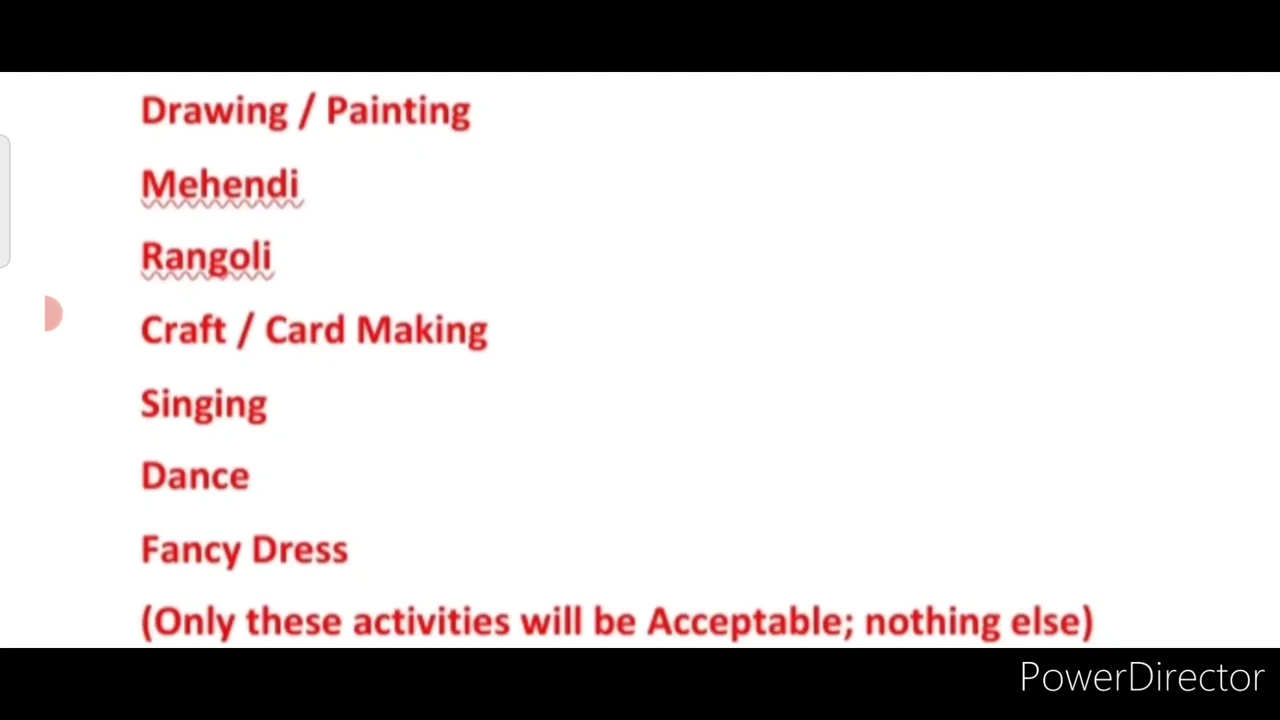 Drawing / Painting
Mehendi
Rangoli
Craft / Card Making
Singing
Dance
Fancy Dress
(Only these activities will be Acceptable; nothing else)
PowerDirector